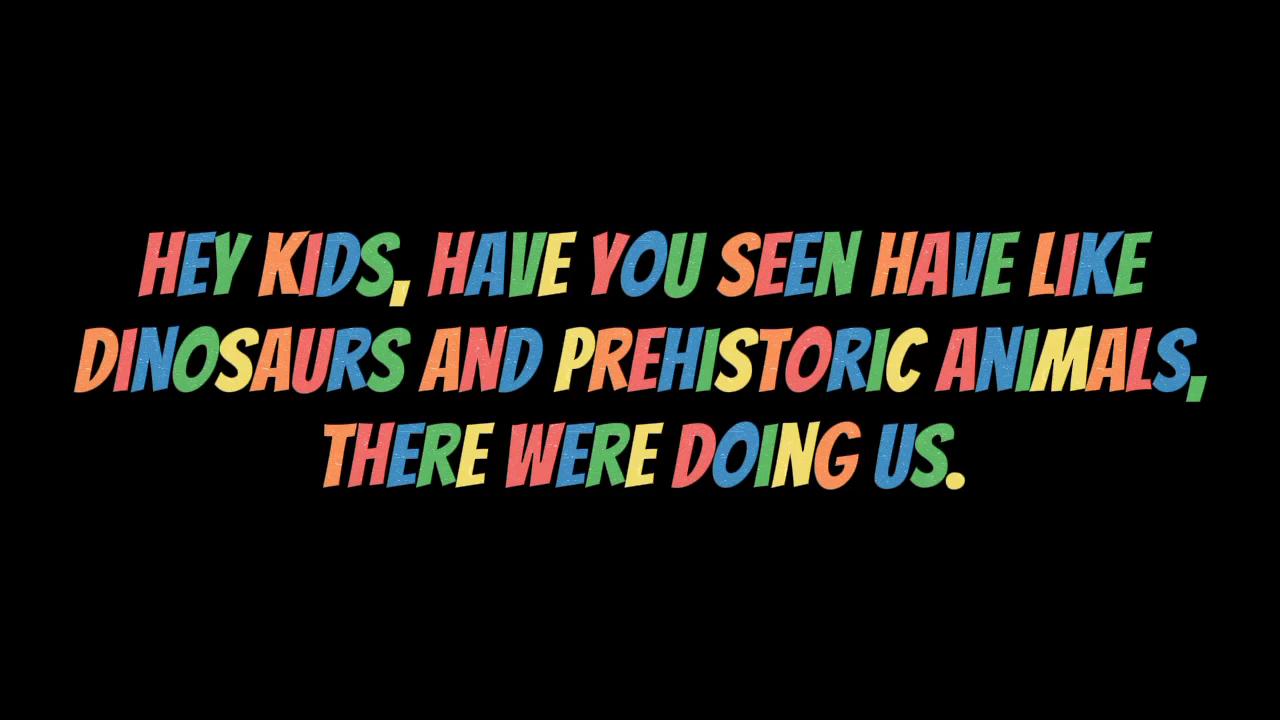 HEY KIDS, HAVE YOU SEEN HAVE LIKE
DINOSAURS AND PREHISTORIC ANIMALS,
THERE WERE DOING US.